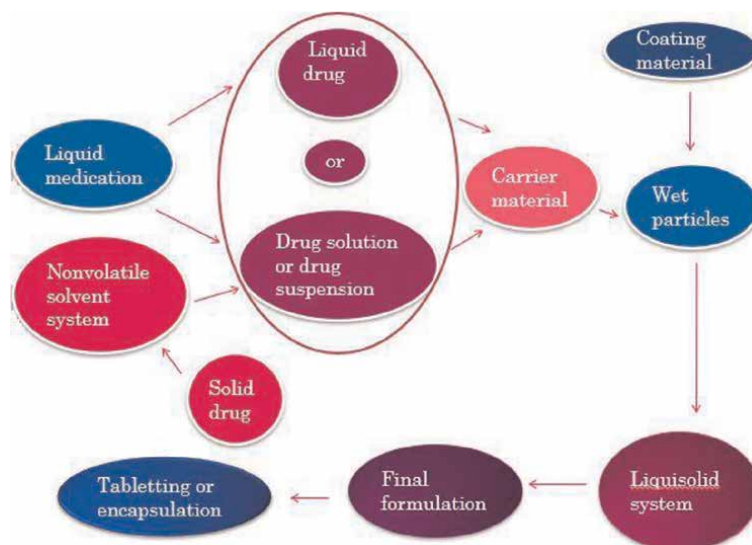 Liquid
drug
Coating
material
Liquid
medication
or
Carrier
material
Wet
particles
Drug solution
or drug
suspension
Nonvolatile
solvent
system
Solid
drug
Tabletting or
encapsulation
Final
formulation
Liquisolid
system